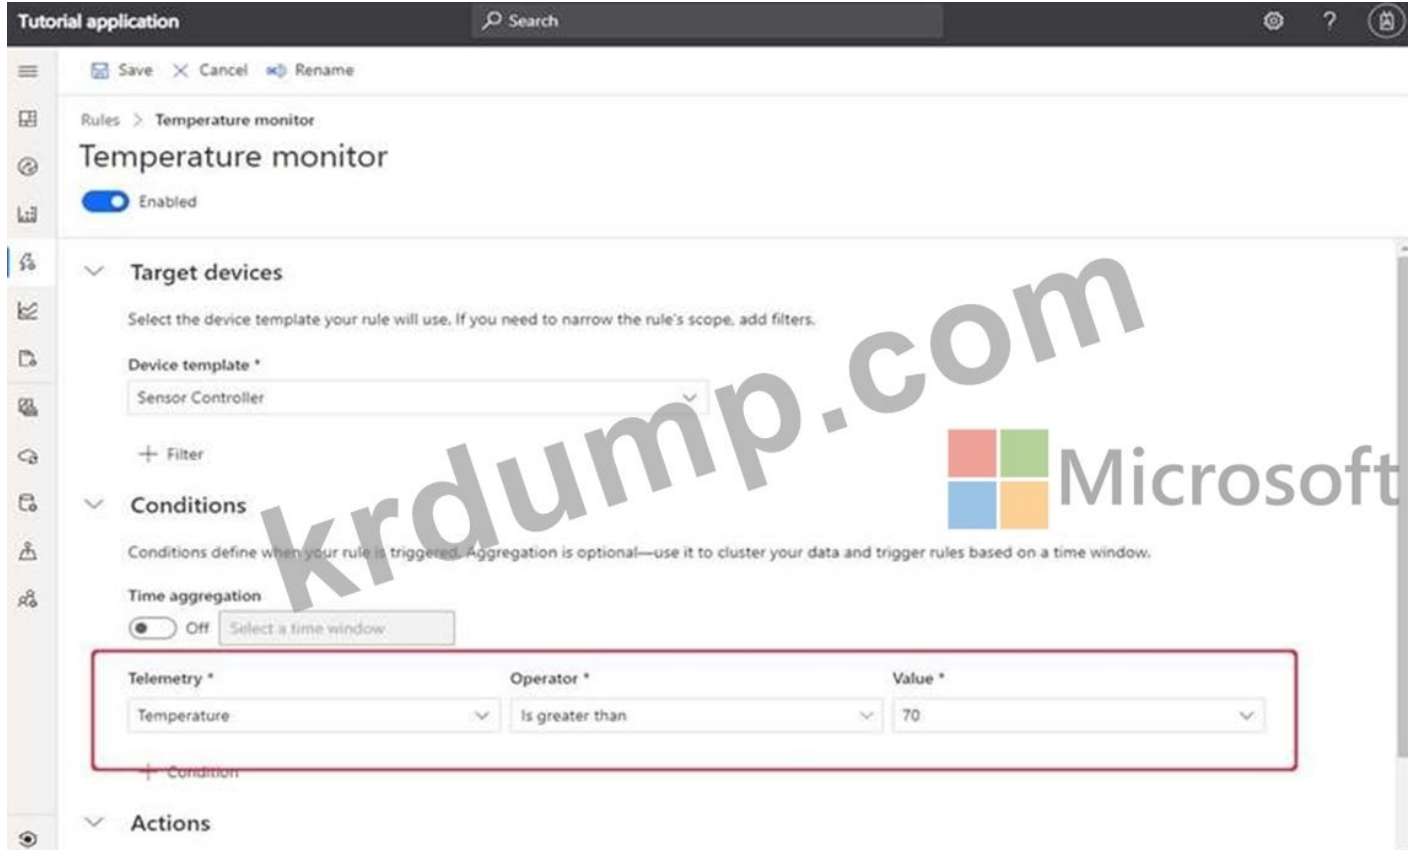 Tutorial application
Search
?
Save Cancel Rename
Rules > Temperature monitor
Temperature monitor
Enabled
Target devices
Select the device template your rule will use. If you need to narrow the rule's scope, add filters.
Device template *
Sensor Controller
+ Filter
krdump.com
Microsoft
Conditions
Conditions define when your rule is triggered. Aggregation is optional—use it to cluster your data and trigger rules based on a time window.
Time aggregation
Off Select a time window
Telemetry * Operator * Value *
Temperature Is greater than 70
+ Condition
Actions